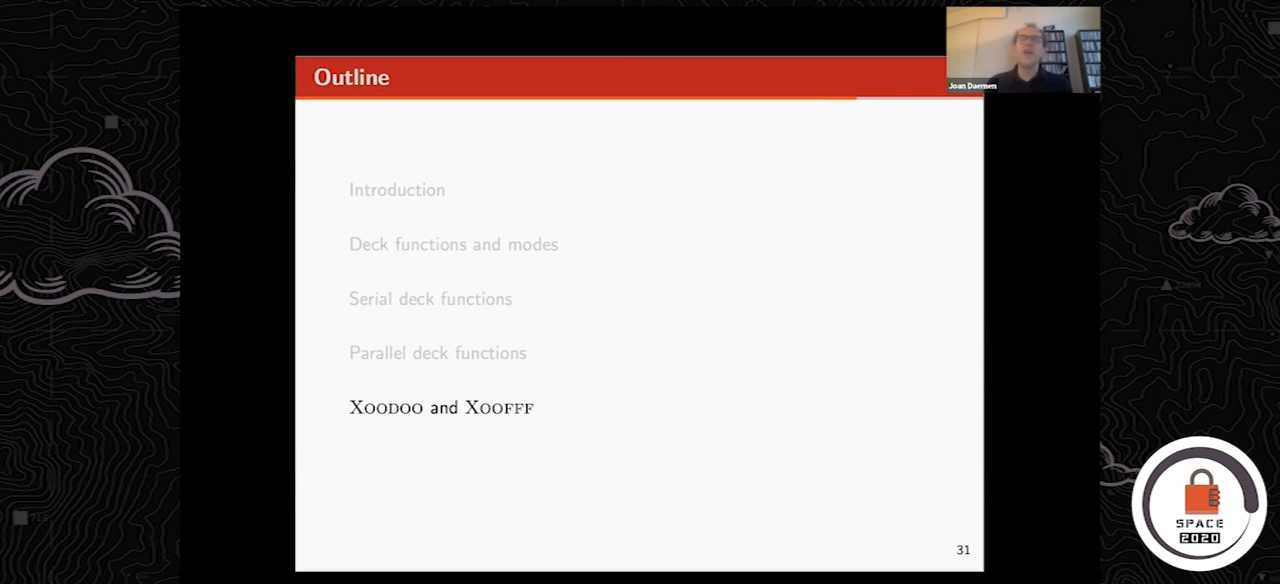 Outline
Joan Daemen
Introduction
Deck functions and modes
Serial deck functions
Parallel deck functions
XOODOO and XOOFFF
31
SPACE
2020